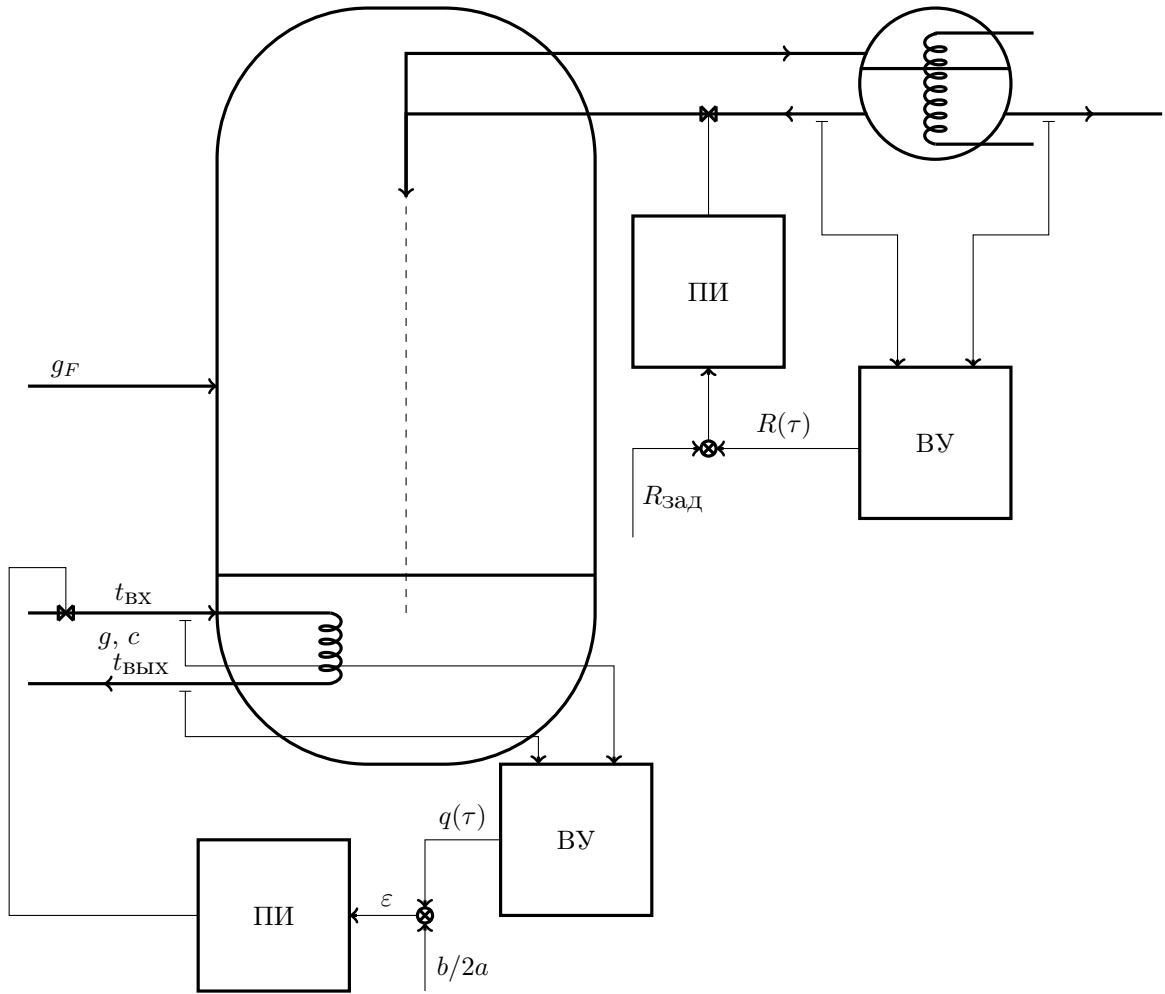 ПИ
g_F
R(τ)
ВУ
R_зад
t_вх
g, c
t_вых
q(τ)
ВУ
ε
ПИ
b/2a